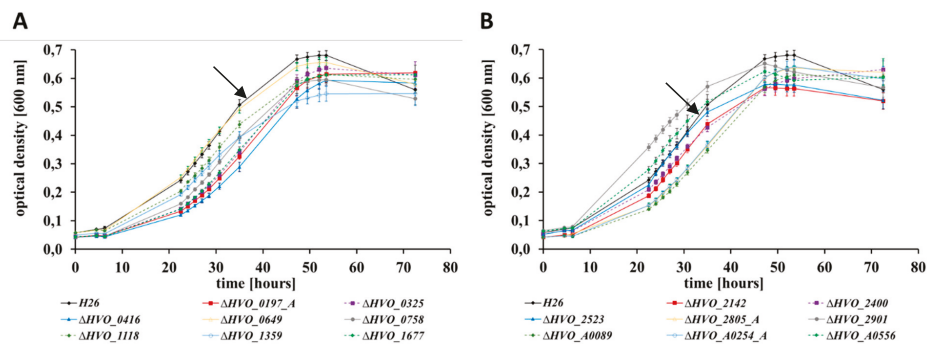 A
B
0,7
0,6
0,5
0,4
0,3
0,2
0,1
0,0
optical density [600 nm]
0 10 20 30 40 50 60 70 80
time [hours]
H26 ΔHVO_0197_A ΔHVO_0325
ΔHVO_0416 ΔHVO_0649 ΔHVO_0758
ΔHVO_1118 ΔHVO_1359 ΔHVO_1677
0,7
0,6
0,5
0,4
0,3
0,2
0,1
0,0
optical density [600 nm]
0 10 20 30 40 50 60 70 80
time [hours]
H26 ΔHVO_2142 ΔHVO_2400
ΔHVO_2523 ΔHVO_2805_A ΔHVO_2901
ΔHVO_A0089 ΔHVO_A0254_A ΔHVO_A0556